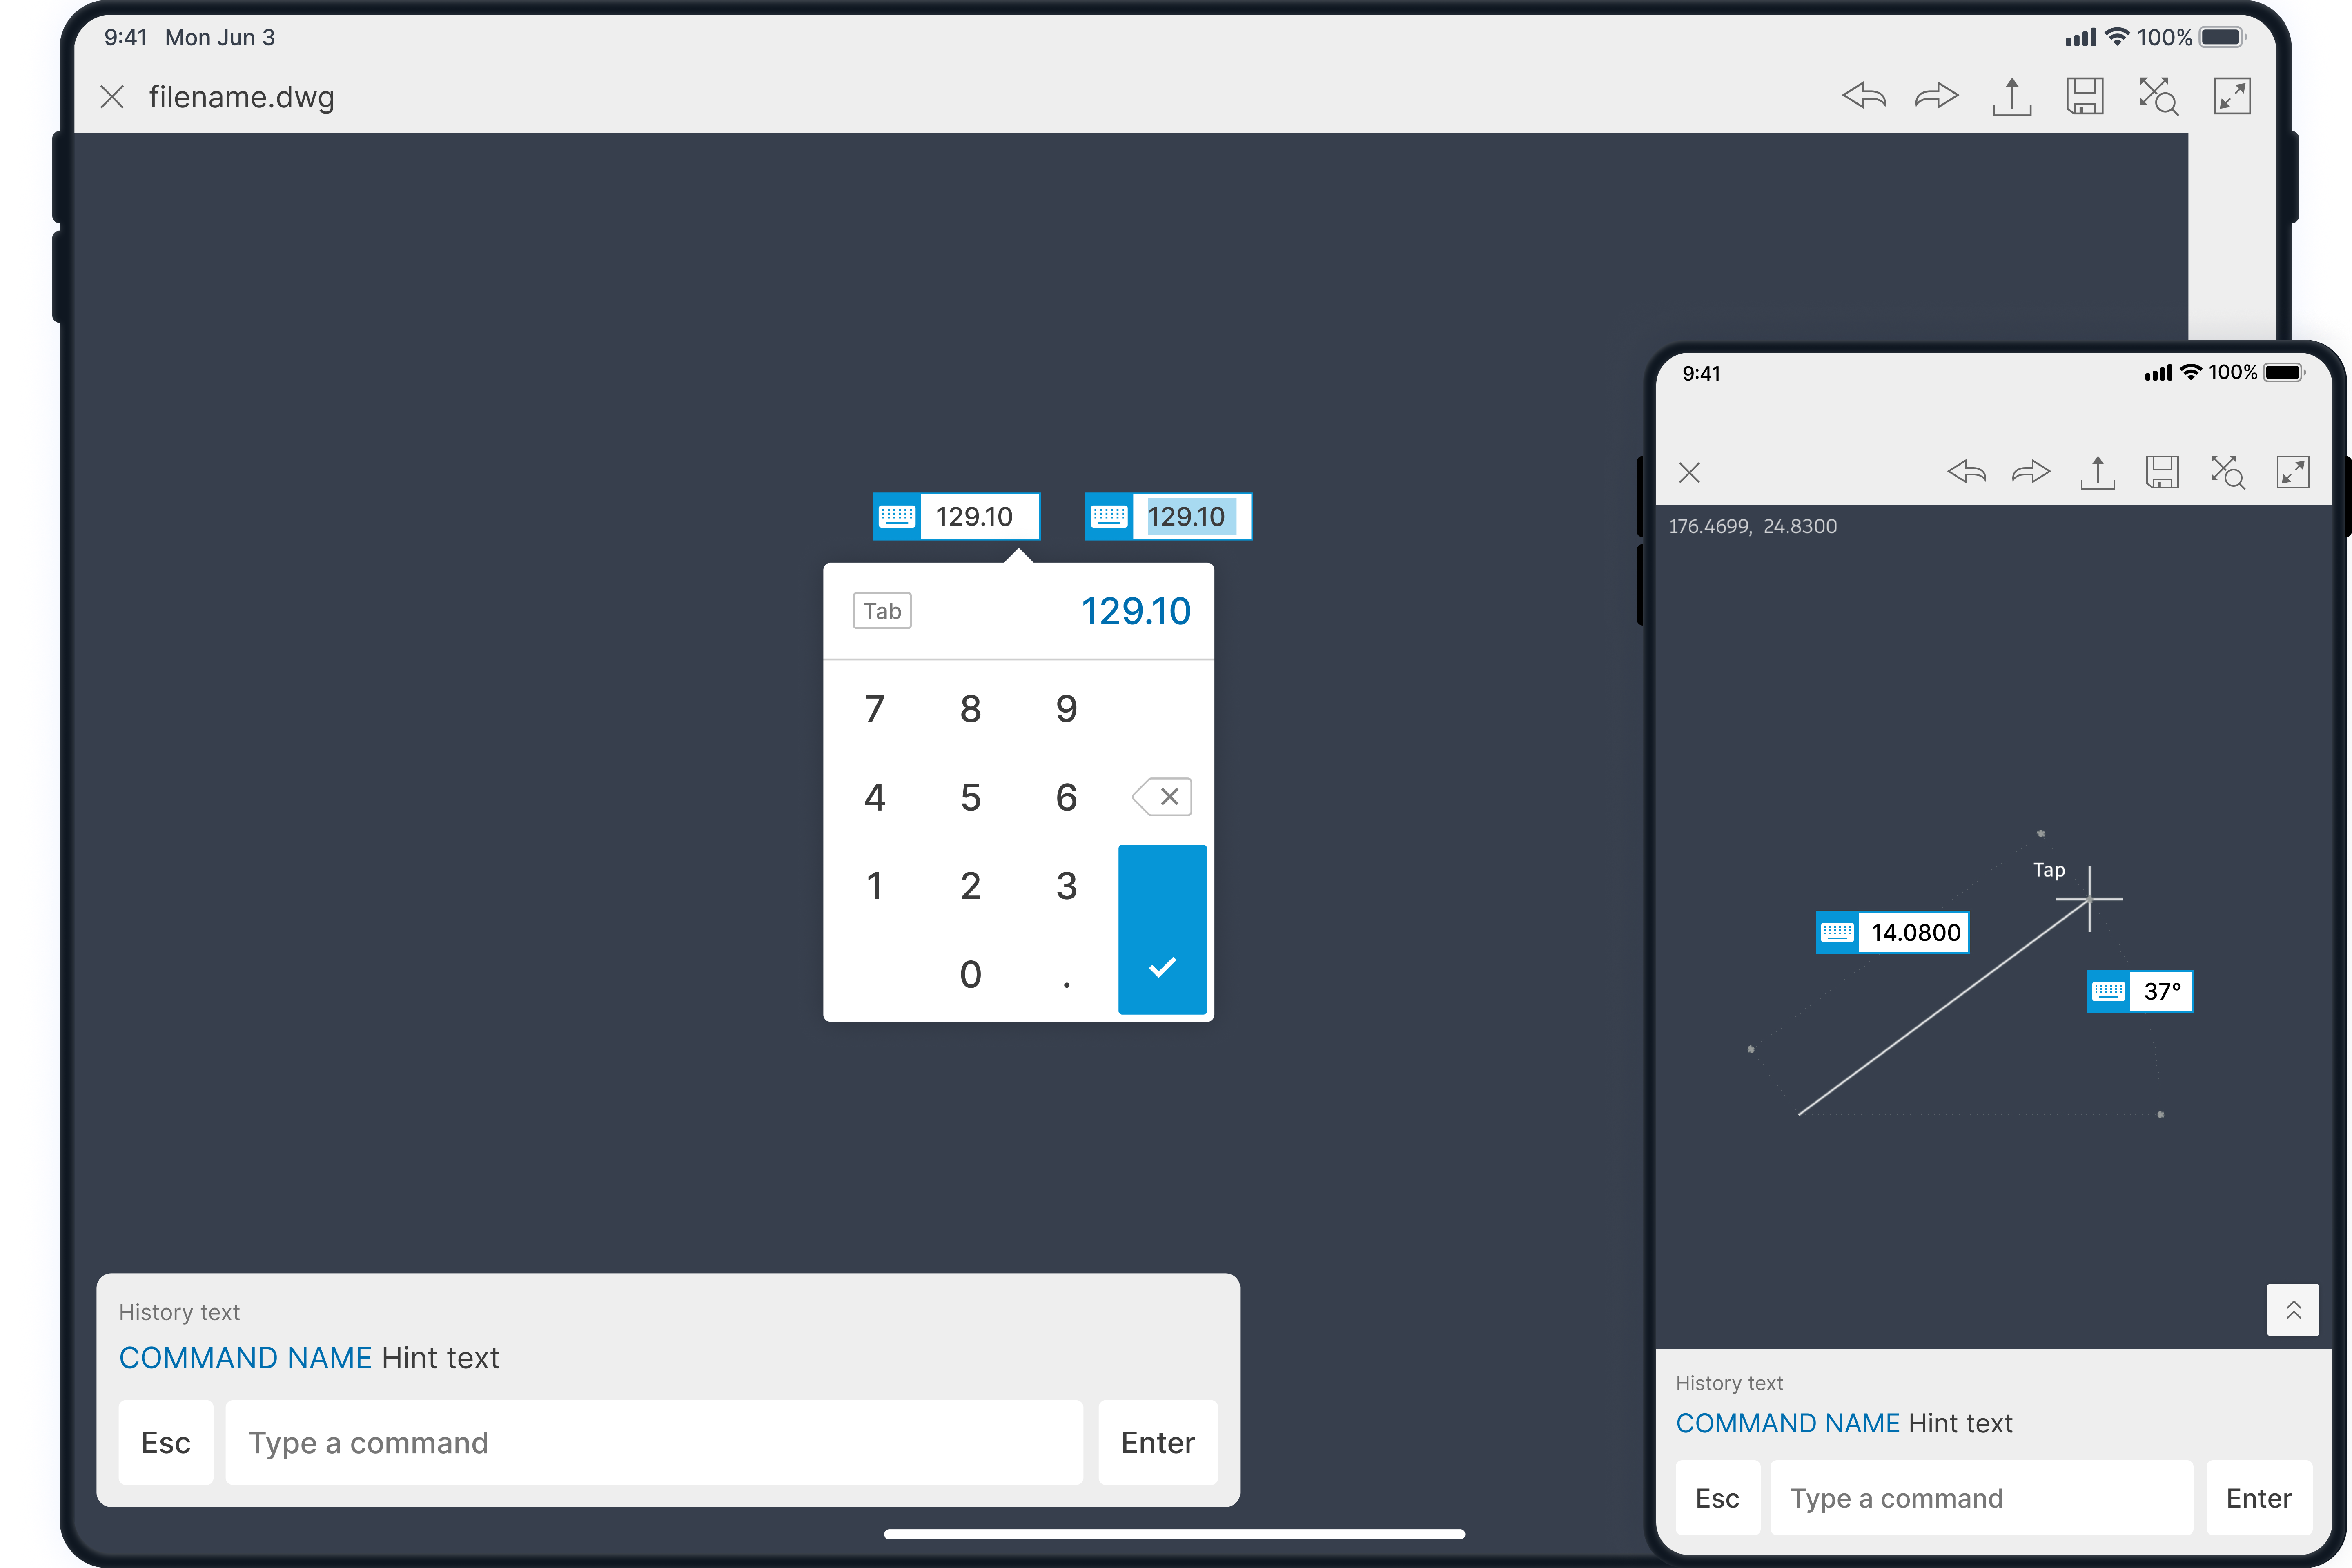 9:41 Mon Jun 3 100%
filename.dwg
129.10 129.10
Tab 129.10
7 8 9
4 5 6
1 2 3
0 .
History text
COMMAND NAME Hint text
Esc Type a command Enter
9:41 100%
176.4699, 24.8300
Tap
14.0800
37°
History text
COMMAND NAME Hint text
Esc Type a command Enter